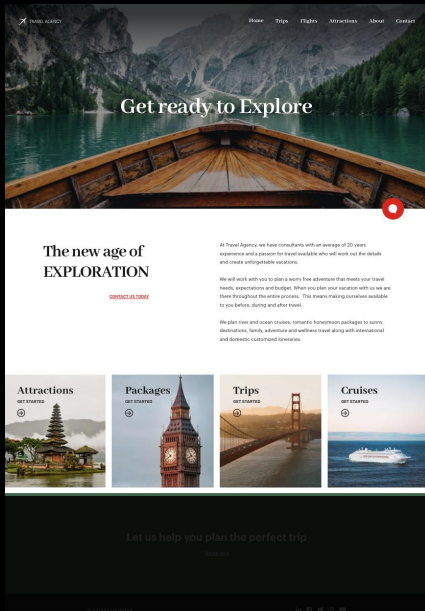 TRAVEL AGENCY
Home Trips Flights Attractions About Contact
Get ready to Explore
The new age of
EXPLORATION
CONTACT US TODAY
At Travel Agency, we have consultants with an average of 20 years
experience and a passion for travel available who will work out the details
and create unforgettable vacations.
We will work with you to plan a worry free adventure that meets your travel
needs, expectations and budget. When you plan your vacation with us we are
there throughout the entire process. This means making ourselves available
to you before, during and after travel.
We plan river and ocean cruises, romantic honeymoon packages to sunny
destinations, family, adventure and wellness travel along with international
and domestic customized itineraries.
Attractions
GET STARTED
Packages
GET STARTED
Trips
GET STARTED
Cruises
GET STARTED
Let us help you plan the perfect trip